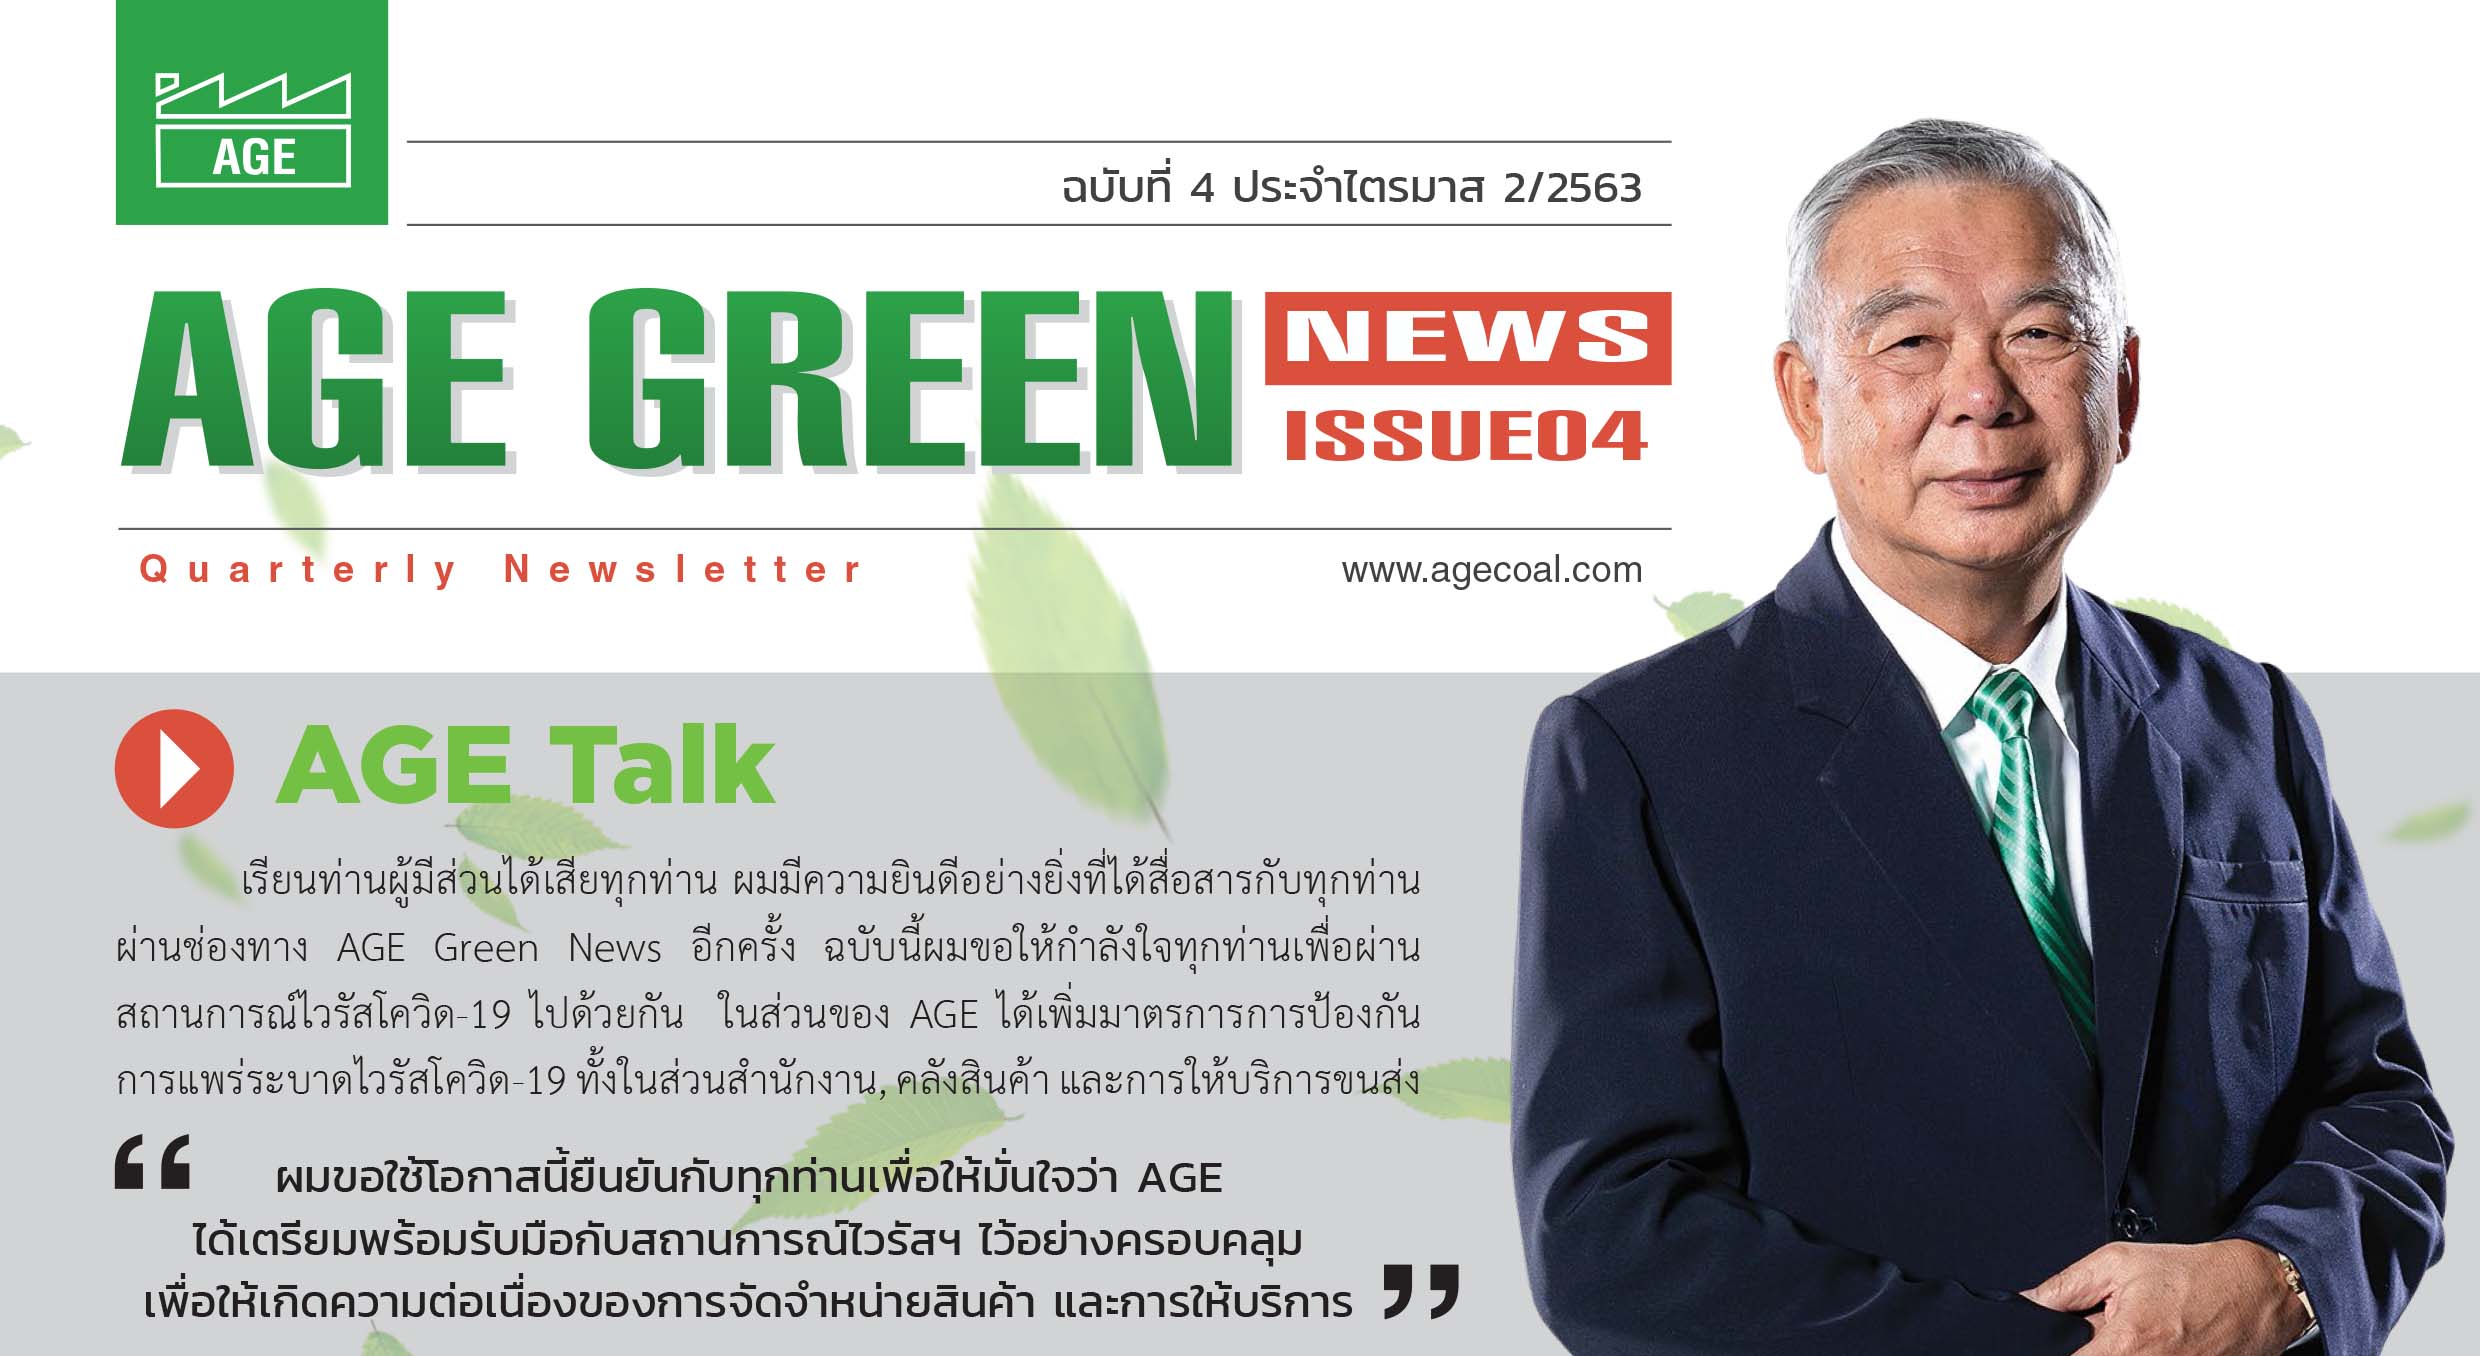 AGE
ฉบับที่ 4 ประจำไตรมาส 2/2563
AGE GREEN
NEWS
ISSUE04
Quarterly Newsletter
www.agecoal.com
AGE Talk
เรียนท่านผู้มีส่วนได้เสียทุกท่าน ผมมีความยินดีอย่างยิ่งที่ได้สื่อสารกับทุกท่าน
ผ่านช่องทาง AGE Green News อีกครั้ง ฉบับนี้ผมขอให้กำลังใจทุกท่านเพื่อผ่าน
สถานการณ์ไวรัสโควิด-19 ไปด้วยกัน ในส่วนของ AGE ได้เพิ่มมาตรการการป้องกัน
การแพร่ระบาดไวรัสโควิด-19 ทั้งในส่วนสำนักงาน, คลังสินค้า และการให้บริการขนส่ง
“ ผมขอใช้โอกาสนี้ยืนยันกับทุกท่านเพื่อให้มั่นใจว่า AGE
ได้เตรียมพร้อมรับมือกับสถานการณ์ไวรัสฯ ไว้อย่างครอบคลุม
เพื่อให้เกิดความต่อเนื่องของการจัดจำหน่ายสินค้า และการให้บริการ ”